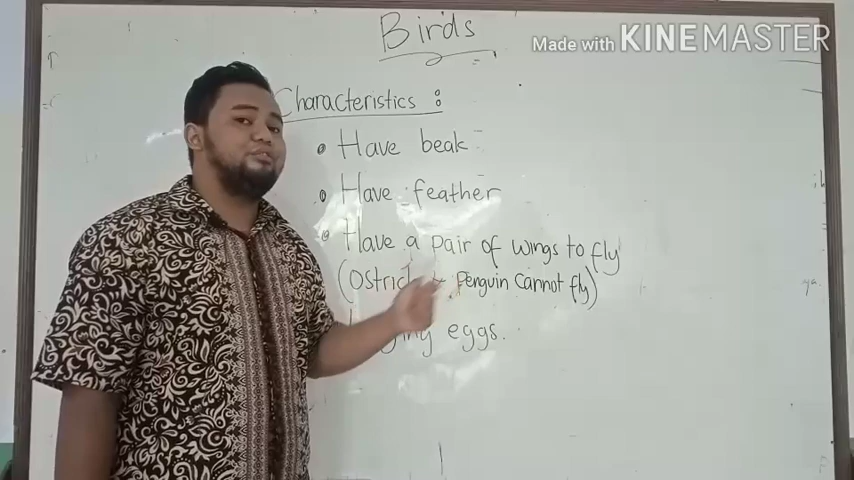 Birds
Made with KINEMASTER
Characteristics :
• Have beak
• Have feather
• Have a pair of wings to fly
(Ostrich & Penguin cannot fly)
eggs.